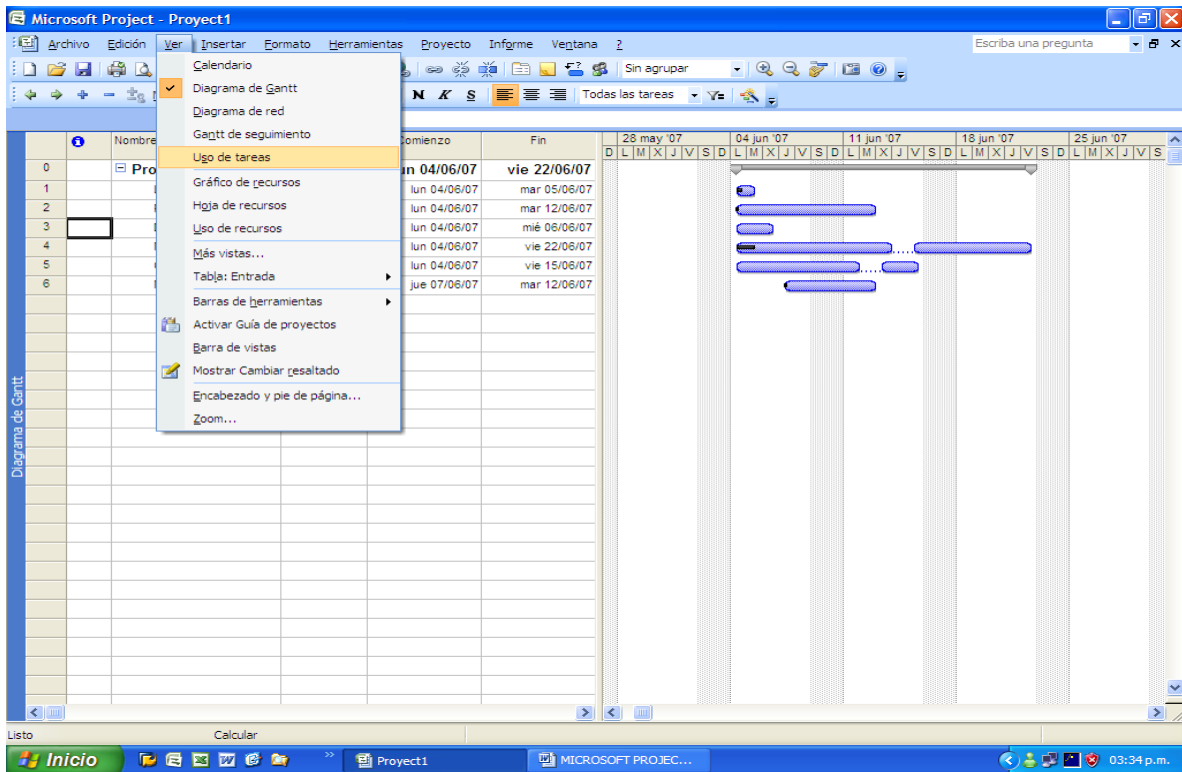 Microsoft Project - Proyect1
Archivo Edición Ver Insertar Formato Herramientas Proyecto Informe Ventana ? Escriba una pregunta
Sin agrupar
N K S Todas las tareas
Calendario
Diagrama de Gantt
Diagrama de red
Gantt de seguimiento
Uso de tareas
Gráfico de recursos
Hoja de recursos
Uso de recursos
Más vistas...
Tabla: Entrada
Barras de herramientas
Activar Guía de proyectos
Barra de vistas
Mostrar Cambiar resaltado
Encabezado y pie de página...
Zoom...
Nombre Comienzo Fin
0 Pro un 04/06/07 vie 22/06/07
1 lun 04/06/07 mar 05/06/07
2 lun 04/06/07 mar 12/06/07
3 lun 04/06/07 mié 06/06/07
4 lun 04/06/07 vie 22/06/07
5 lun 04/06/07 vie 15/06/07
6 jue 07/06/07 mar 12/06/07
28 may '07 04 jun '07 11 jun '07 18 jun '07 25 jun '07
D L M X J V S D L M X J V S D L M X J V S D L M X J V S D L M X J V S
Diagrama de Gantt
Listo Calcular
Inicio Proyect1 MICROSOFT PROJEC... 03:34 p.m.